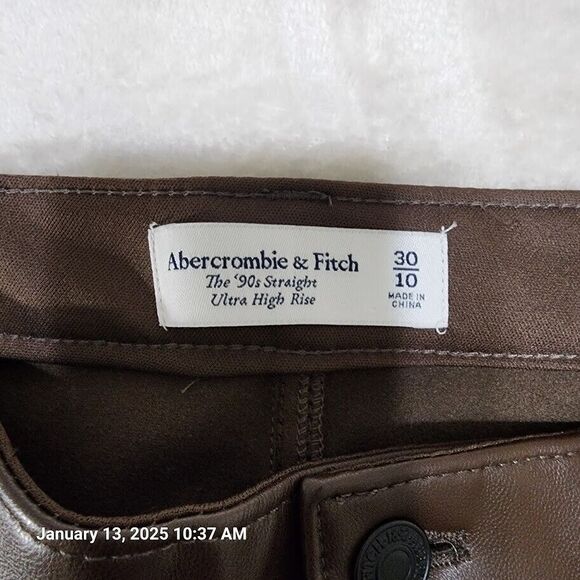 Abercrombie & Fitch
The ‘90s Straight
Ultra High Rise
30
10
MADE IN
CHINA
January 13, 2025 10:37 AM